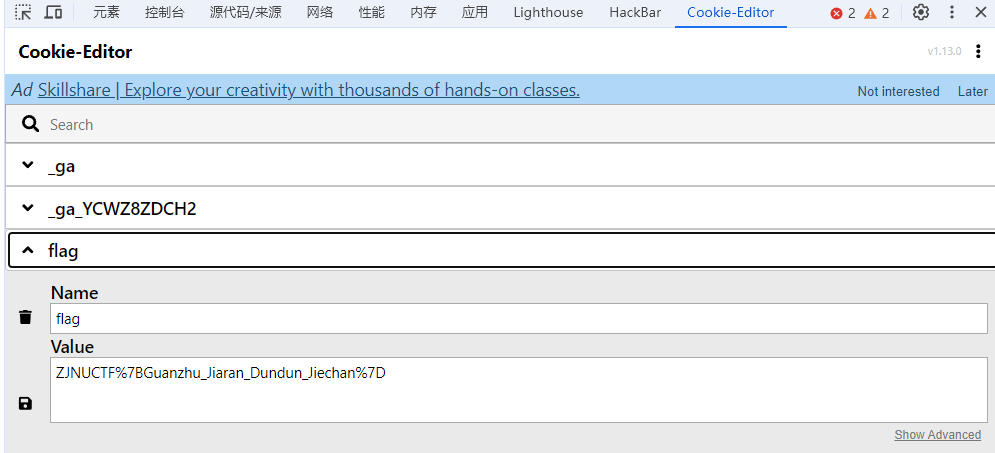 元素 控制台 源代码/来源 网络 性能 内存 应用 Lighthouse HackBar Cookie-Editor 2 2
Cookie-Editor v1.13.0
Ad Skillshare | Explore your creativity with thousands of hands-on classes. Not interested Later
Search
_ga
_ga_YCWZ8ZDCH2
flag
Name
flag
Value
ZJNUCTF%7BGuanzhu_Jiaran_Dundun_Jiechan%7D
Show Advanced